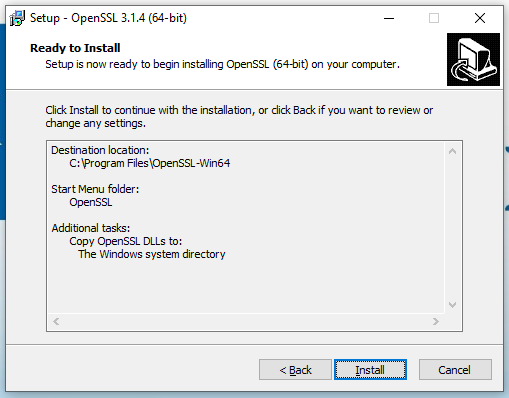 Setup - OpenSSL 3.1.4 (64-bit)
Ready to Install
Setup is now ready to begin installing OpenSSL (64-bit) on your computer.
Click Install to continue with the installation, or click Back if you want to review or
change any settings.
Destination location:
C:\Program Files\OpenSSL-Win64
Start Menu folder:
OpenSSL
Additional tasks:
Copy OpenSSL DLLs to:
The Windows system directory
< Back
Install
Cancel